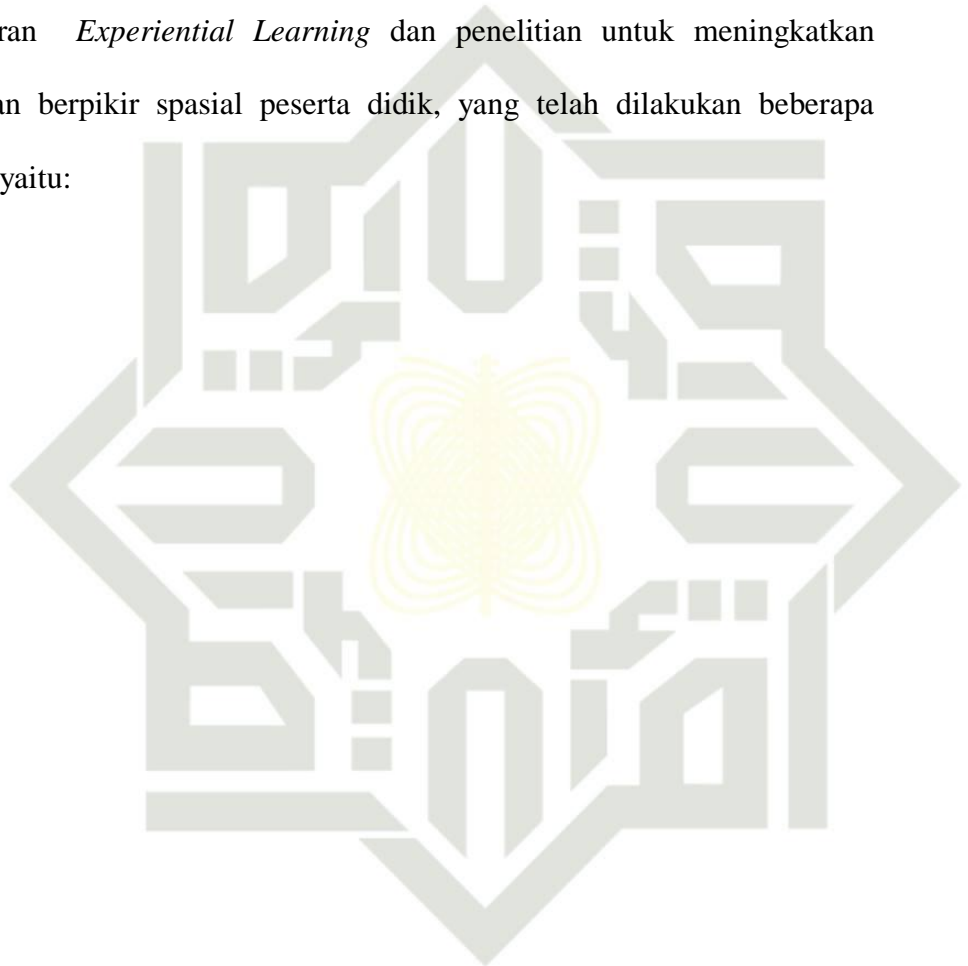 ran Experiential Learning dan penelitian untuk meningkatkan
an berpikir spasial peserta didik, yang telah dilakukan beberapa
yaitu: